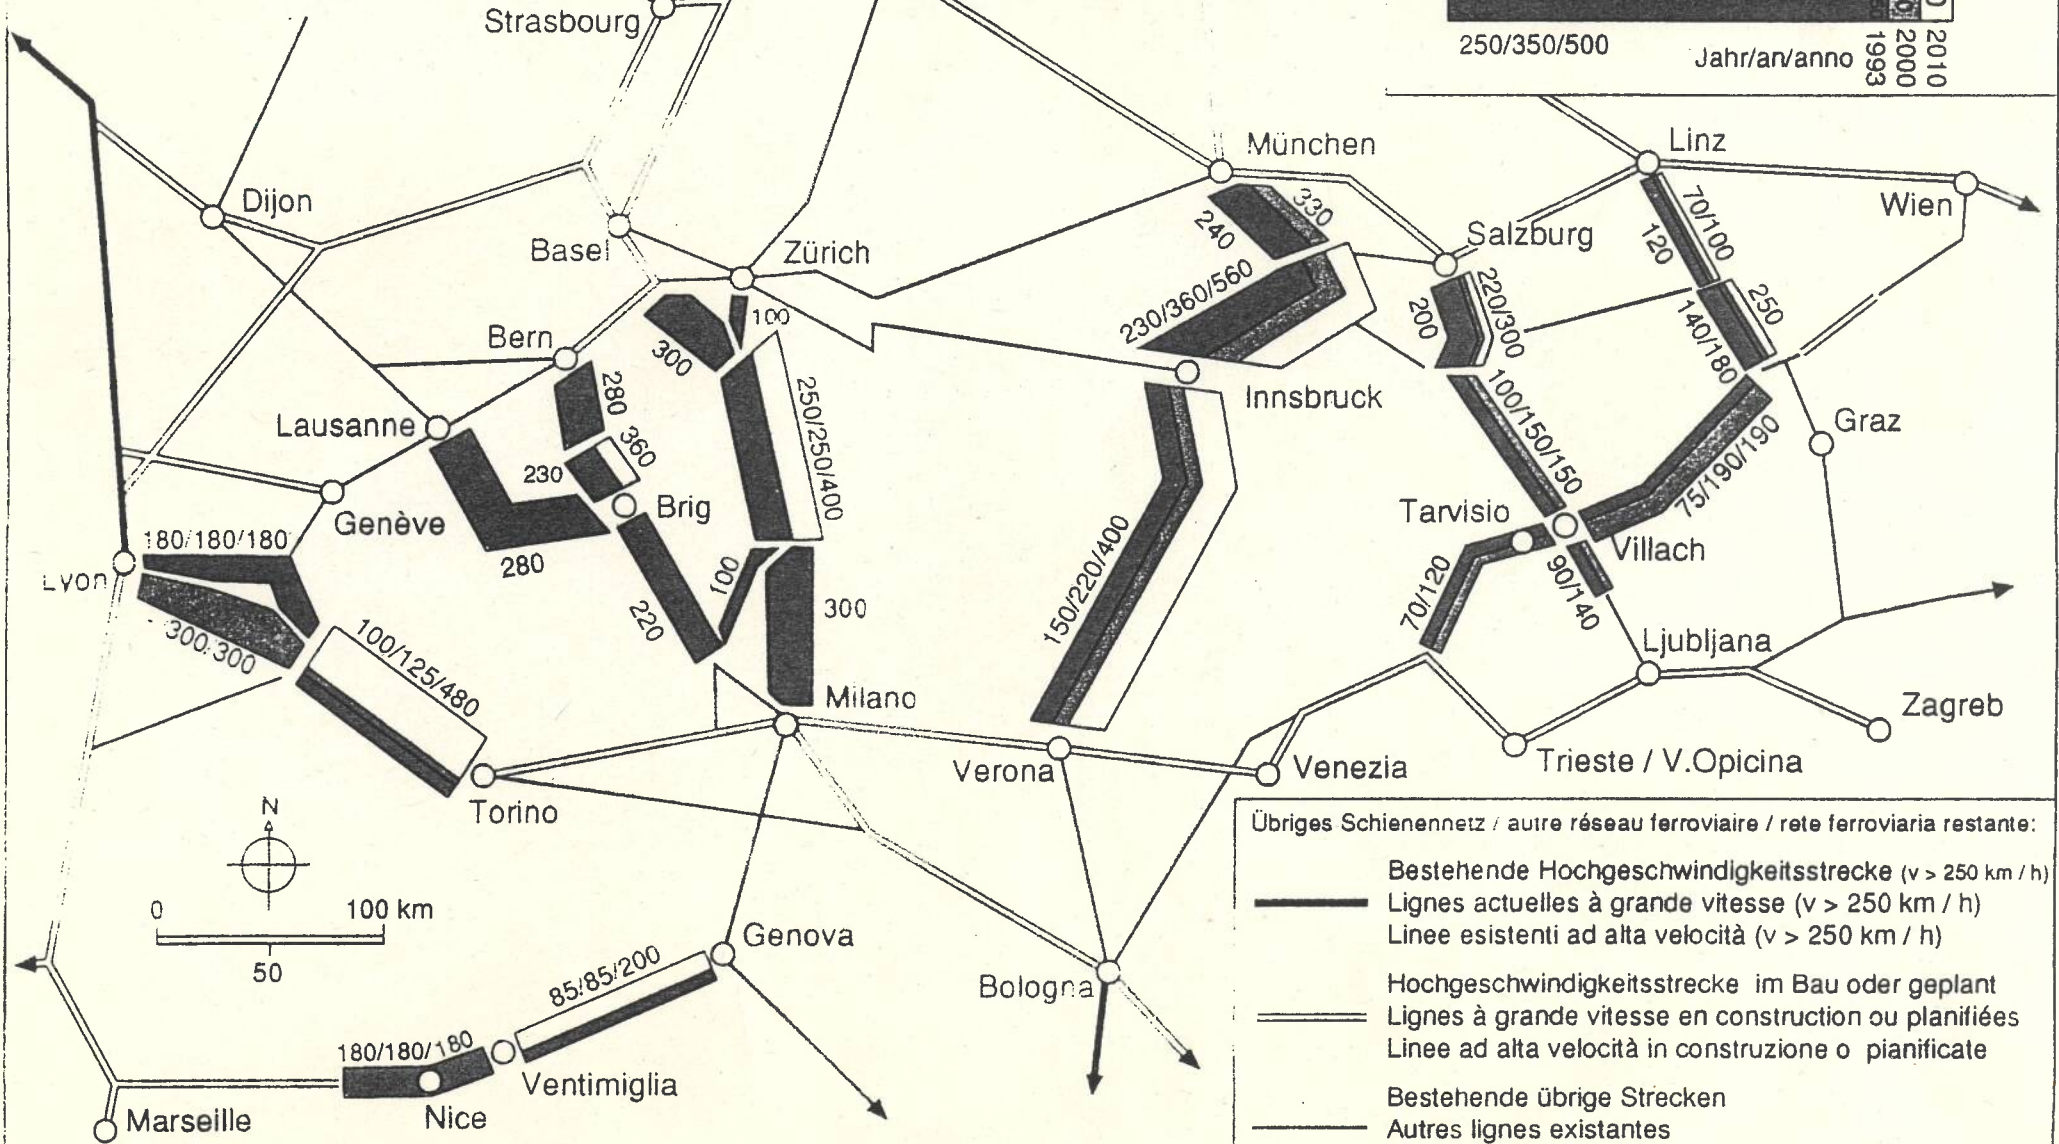 Strasbourg
250/350/500
Jahr/an/anno
1993
2000
2010
München
Linz
Wien
Dijon
Basel
Zürich
Salzburg
330
240
70/100
120
230/360/560
220/300
200
250
140/180
Bern
100
300
280
250/250/400
Innsbruck
100/150/150
Graz
75/190/190
Lausanne
360
230
Brig
Tarvisio
Villach
Genève
280
180/180/180
Lyon
220
100
300
150/220/400
70/120
90/140
300/300
100/125/480
Ljubljana
Zagreb
Milano
Verona
Venezia
Trieste / V.Opicina
Torino
N
0
100 km
50
Genova
Bologna
85/85/200
180/180/180
Ventimiglia
Nice
Marseille
Übriges Schienennetz / autre réseau ferroviaire / rete ferroviaria restante:
Bestehende Hochgeschwindigkeitsstrecke (v > 250 km / h)
Lignes actuelles à grande vitesse (v > 250 km / h)
Linee esistenti ad alta velocità (v > 250 km / h)
Hochgeschwindigkeitsstrecke im Bau oder geplant
Lignes à grande vitesse en construction ou planifiées
Linee ad alta velocità in construzione o pianificate
Bestehende übrige Strecken
Autres lignes existantes